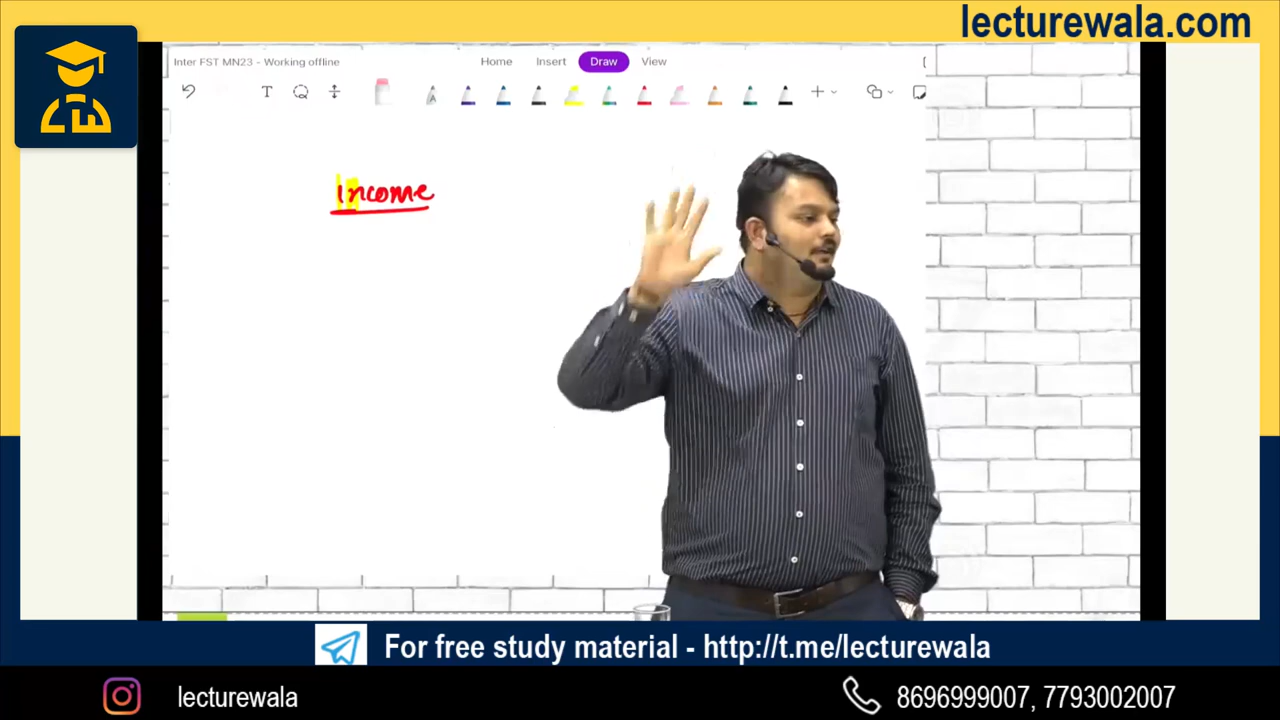 lecturewala.com
Inter FST MN23 - Working offline
Home Insert Draw View
T
A
Income
For free study material - http://t.me/lecturewala
lecturewala
8696999007, 7793002007